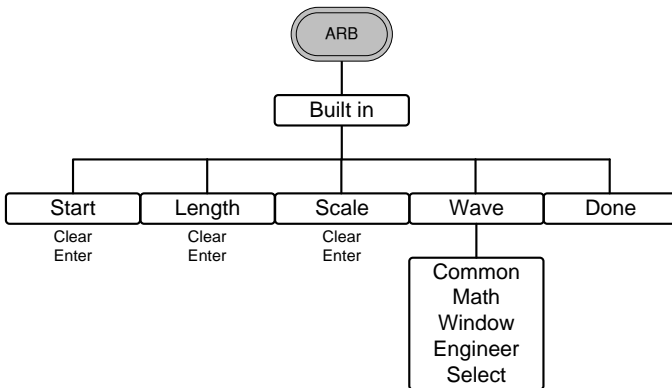 ARB
Built in
Start Length Scale Wave Done
Clear Clear Clear
Enter Enter Enter
Common
Math
Window
Engineer
Select